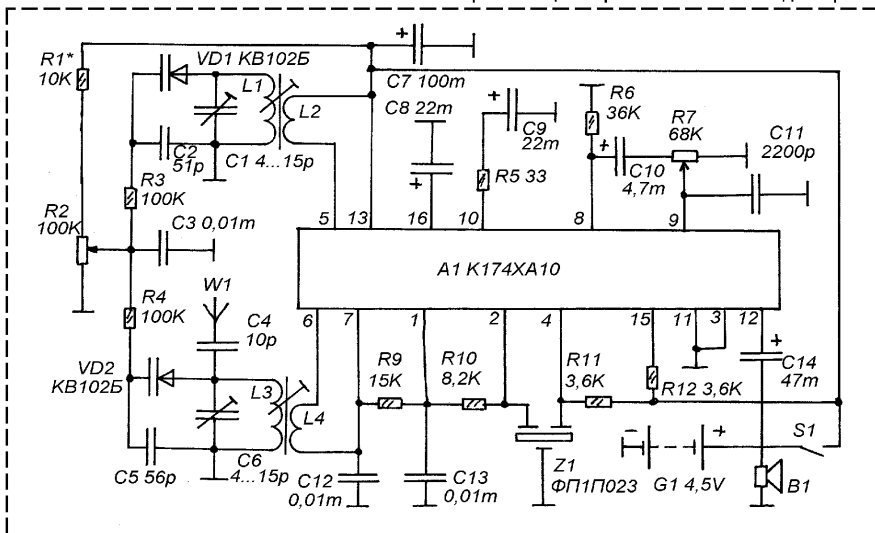 R1*
10K
VD1 КВ102Б
L1
L2
C2
51p
C1 4...15p
R3
100K
R2
100K
C3 0,01m
R4
100K
W1
C4
10p
VD2
КВ102Б
L3
L4
C5 56p
C6
4...15p
C7 100m
C8 22m
C9
22m
R5 33
R6
36K
R7
68K
C10
4,7m
C11
2200p
5
13
16
10
8
9
A1 K174XA10
6
7
1
2
4
15
11
3
12
R9
15K
R10
8,2K
R11
3,6K
R12 3,6K
C14
47m
C12
0,01m
C13
0,01m
Z1
ФП1П023
G1 4,5V
S1
B1